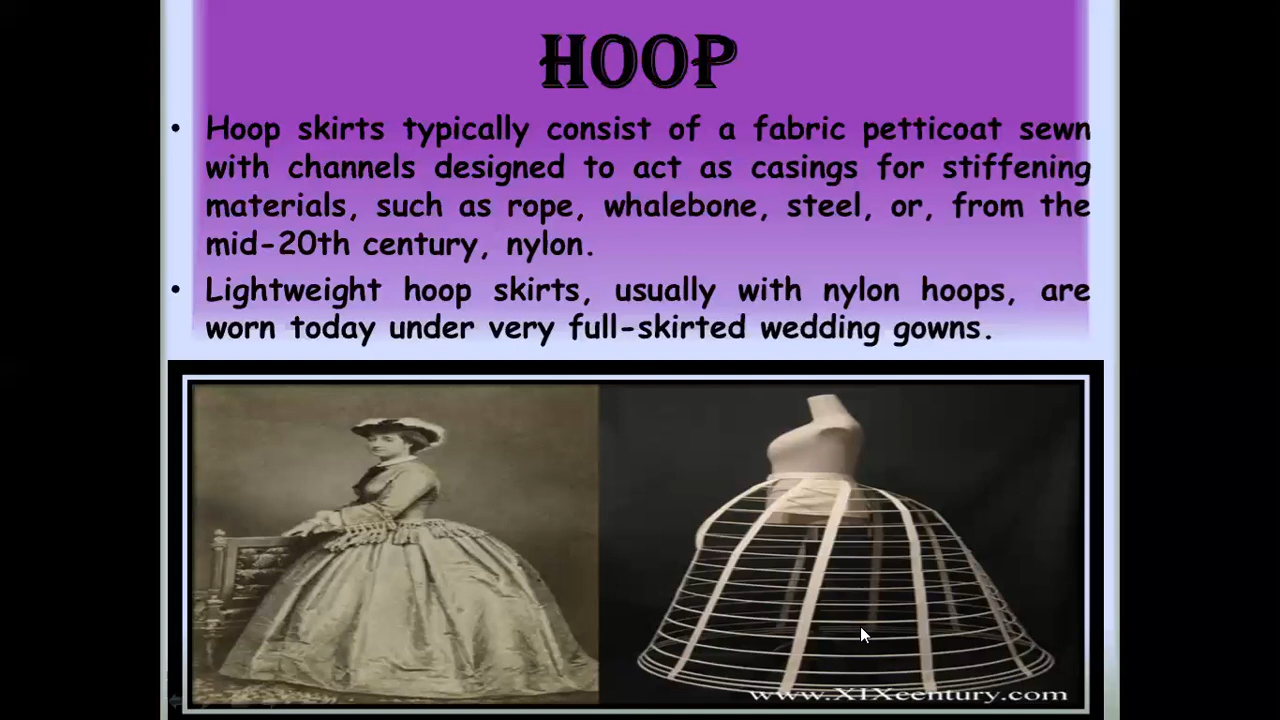 HOOP
• Hoop skirts typically consist of a fabric petticoat sewn
with channels designed to act as casings for stiffening
materials, such as rope, whalebone, steel, or, from the
mid-20th century, nylon.
• Lightweight hoop skirts, usually with nylon hoops, are
worn today under very full-skirted wedding gowns.
www.XIXcentury.com